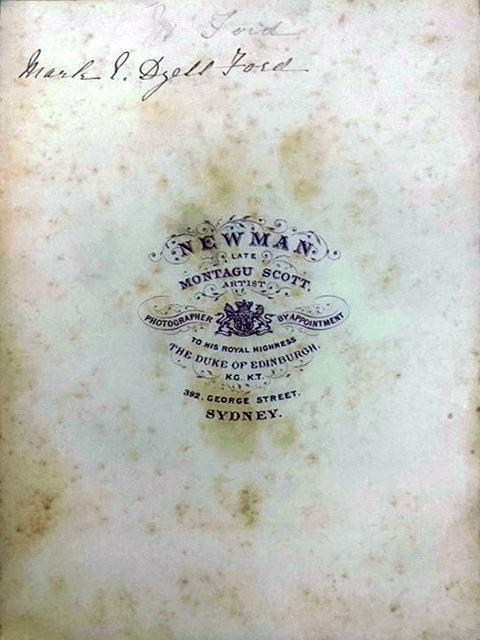 Ford
Mark E. Dyell Ford
NEWMAN
LATE
MONTAGU SCOTT,
ARTIST
PHOTOGRAPHER BY APPOINTMENT
TO HIS ROYAL HIGHNESS
THE DUKE OF EDINBURGH.
K.G. K.T.
392, GEORGE STREET.
SYDNEY.